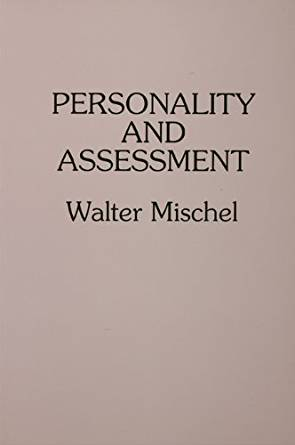 PERSONALITY
AND
ASSESSMENT
Walter Mischel